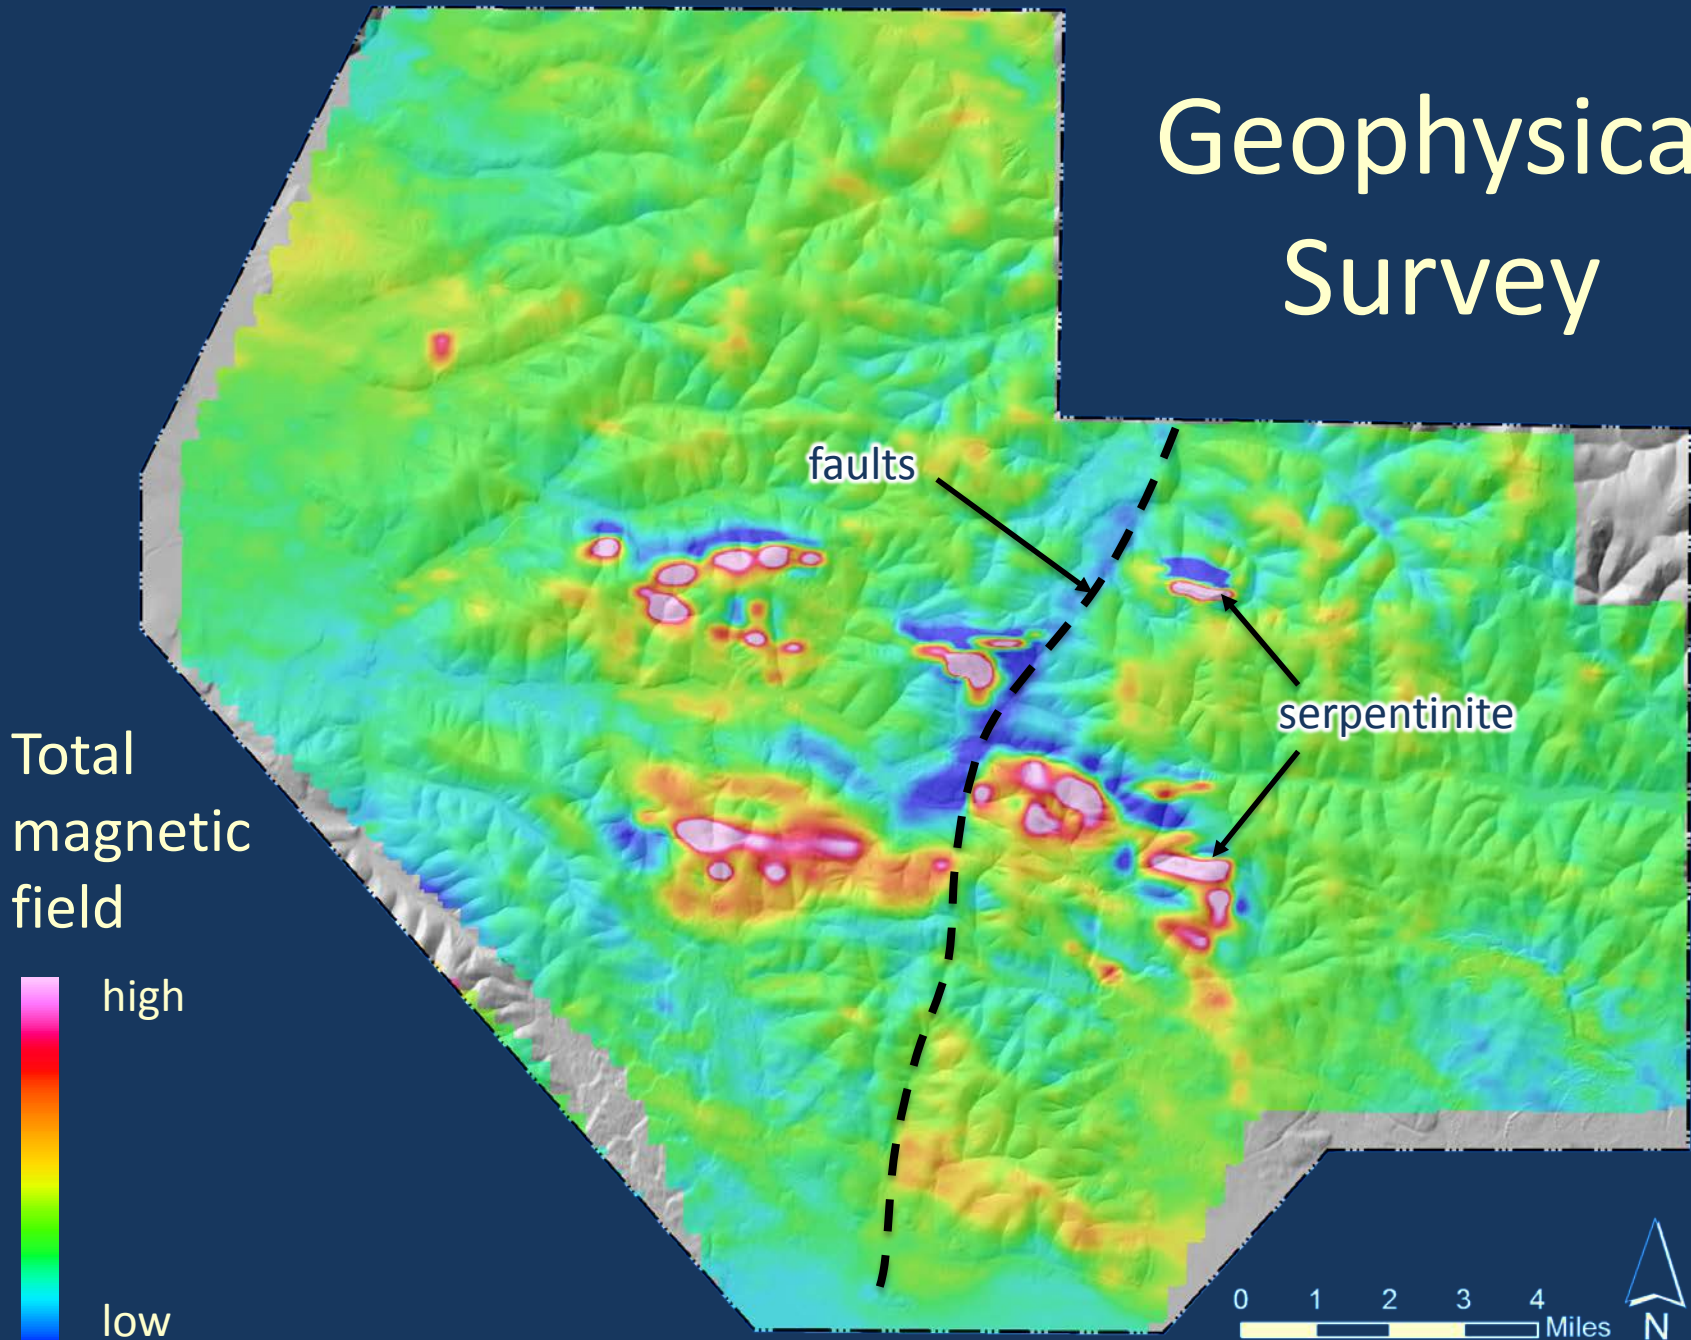 Geophysica
Survey
faults
serpentinite
Total
magnetic
field
high
low
0 1 2 3 4
Miles
N